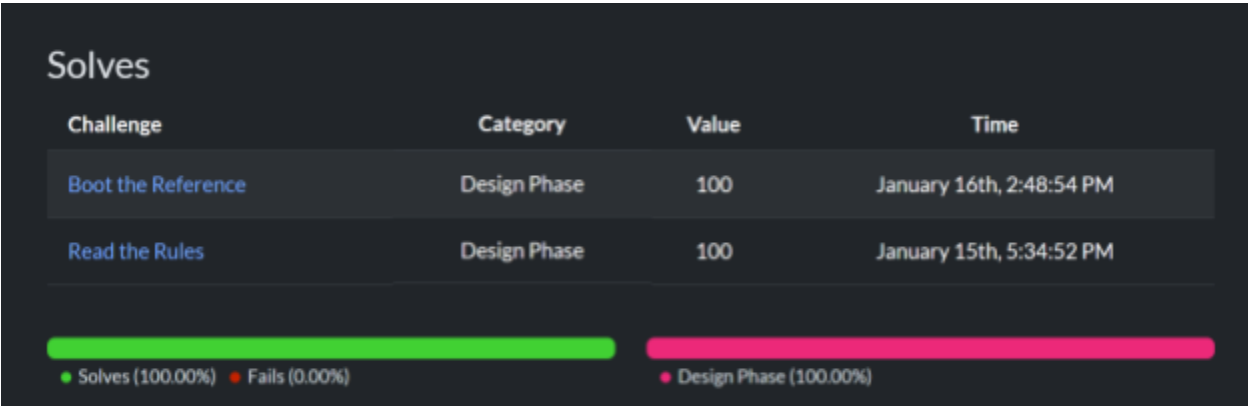 Solves
Challenge Category Value Time
Boot the Reference Design Phase 100 January 16th, 2:48:54 PM
Read the Rules Design Phase 100 January 15th, 5:34:52 PM
Solves (100.00%) Fails (0.00%) Design Phase (100.00%)